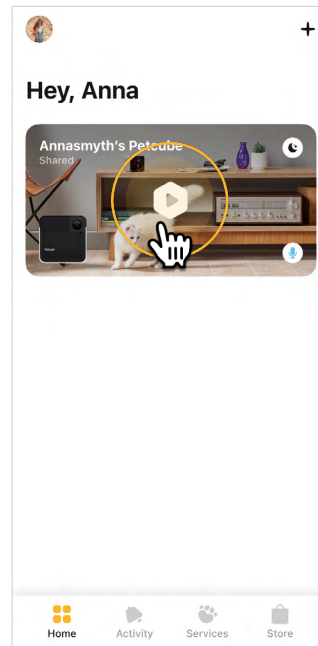 Hey, Anna
Annasmyth's Petcube
Shared
Home
Activity
Services
Store